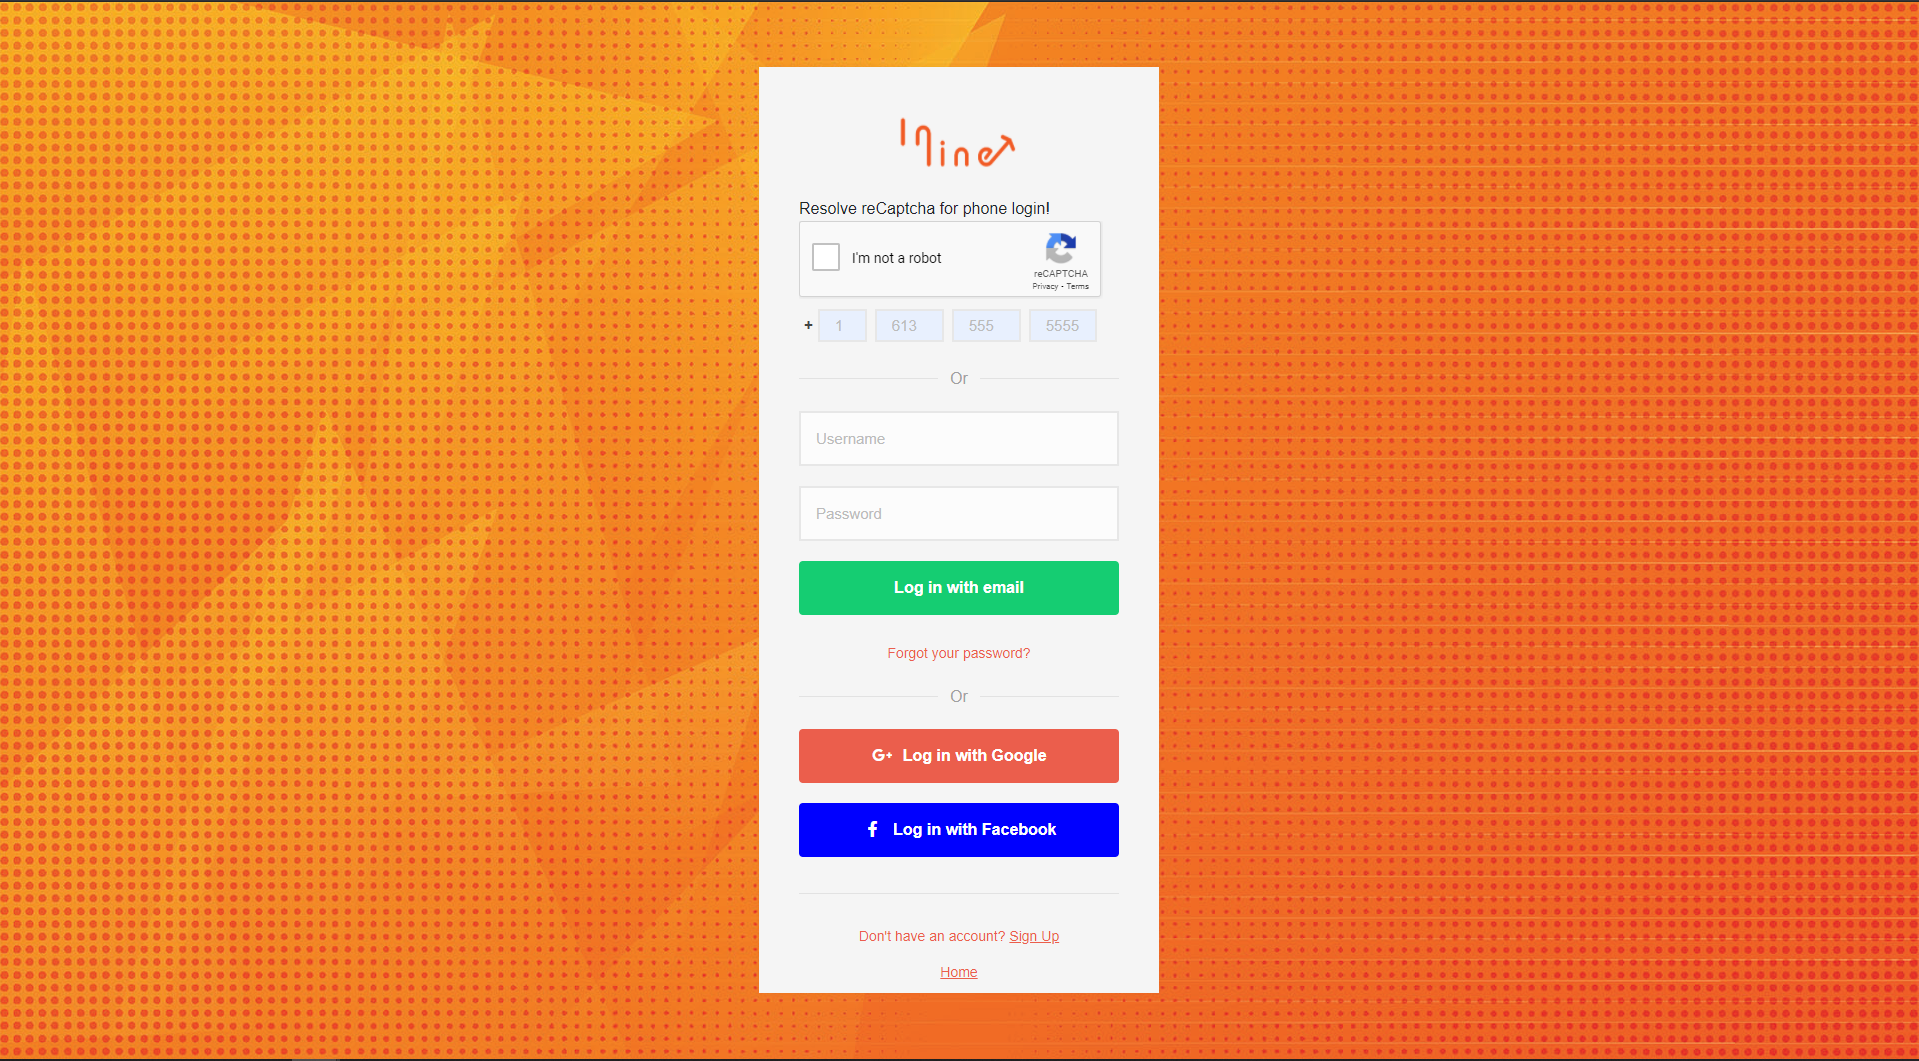 Inline
Resolve reCaptcha for phone login!
I'm not a robot
reCAPTCHA
Privacy - Terms
+ 1 613 555 5555
Or
Username
Password
Log in with email
Forgot your password?
Or
G+ Log in with Google
f Log in with Facebook
Don't have an account? Sign Up
Home